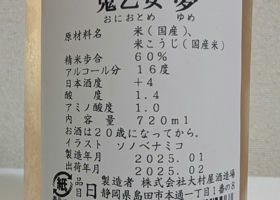 鬼乙女 夢
おにおとめ ゆめ
原材料名 米(国産)、
米こうじ(国産米)
精米歩合 60%
アルコール分 16度
日本酒度 +4
酸度 1.4
アミノ酸度 1.0
内容量 720ml
お酒は20歳になってから。
イラスト ソノベナミコ
製造年月 2025.01
出荷年月 2025.02
製造者 株式会社大村屋酒造場
静岡県島田市本通一丁目1番の8
紙
品目 日